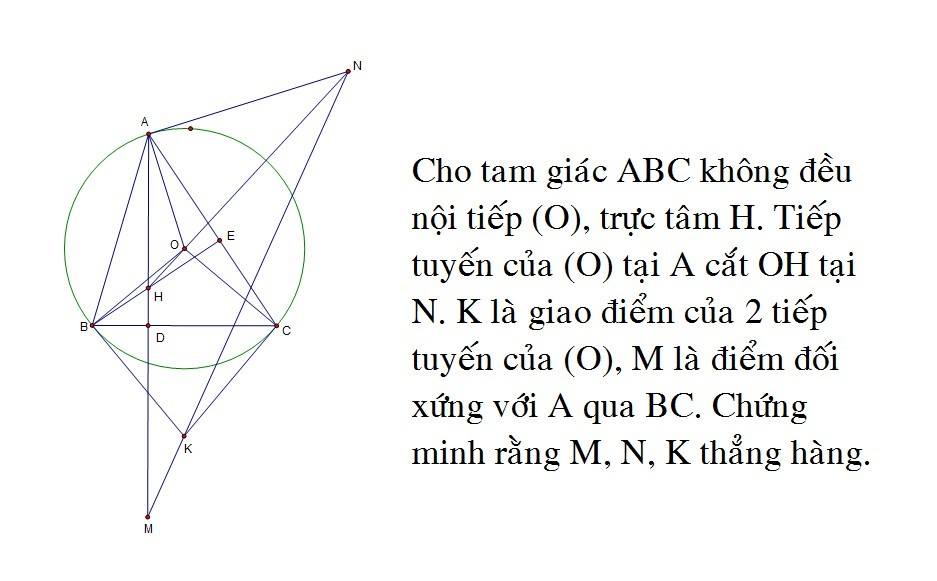 N
A
O
E
H
B
D
C
K
M
Cho tam giác ABC không đều
nội tiếp (O), trực tâm H. Tiếp
tuyến của (O) tại A cắt OH tại
N. K là giao điểm của 2 tiếp
tuyến của (O), M là điểm đối
xứng với A qua BC. Chứng
minh rằng M, N, K thẳng hàng.